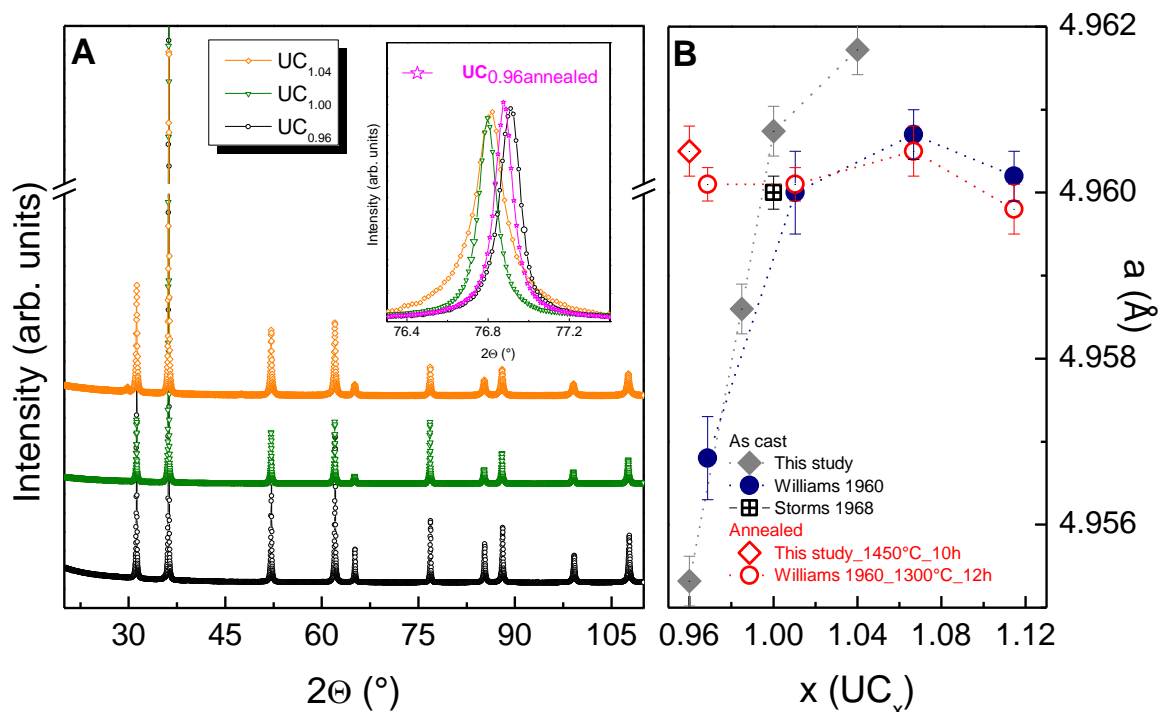 A
UC1.04
UC1.00
UC0.96
UC0.96annealed
Intensity (arb. units)
76.4 76.8 77.2
2Θ (°)
Intensity (arb. units)
30 45 60 75 90 105
2Θ (°)
B
4.962
4.960
4.958
4.956
a (Å)
As cast
This study
Williams 1960
Storms 1968
Annealed
This study_1450°C_10h
Williams 1960_1300°C_12h
0.96 1.00 1.04 1.08 1.12
x (UCx)